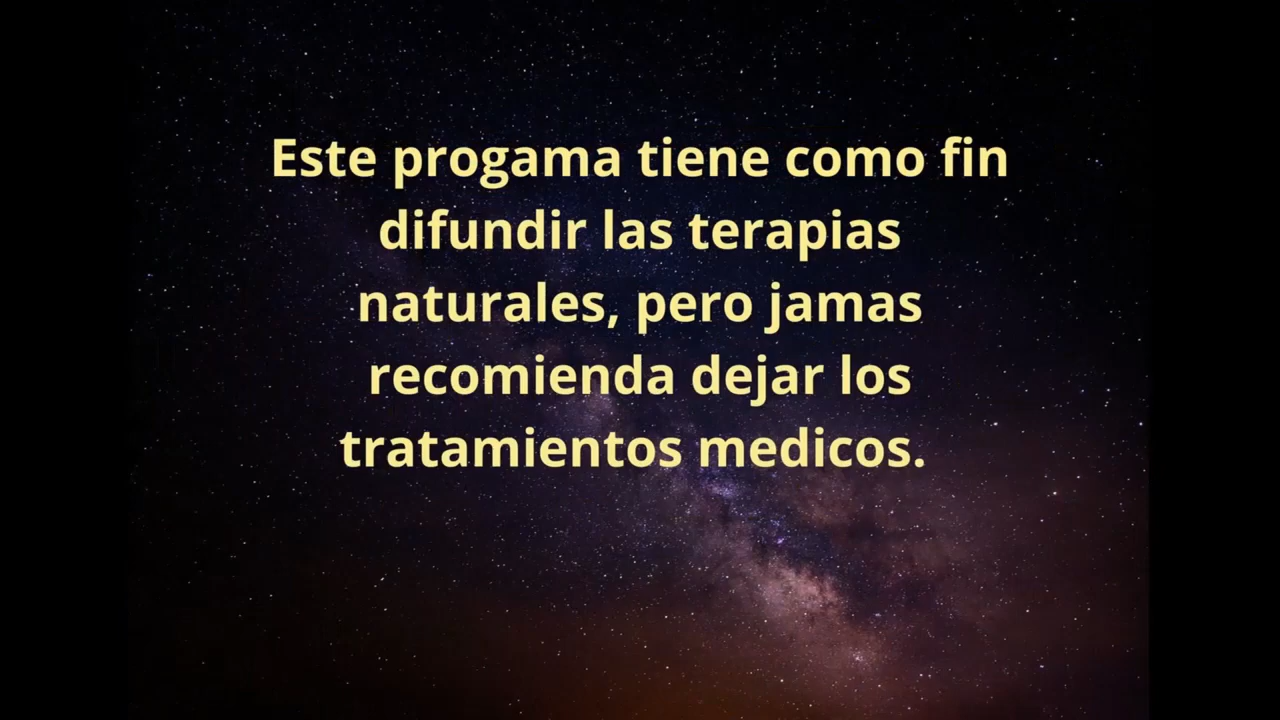 Este progama tiene como fin
difundir las terapias
naturales, pero jamas
recomienda dejar los
tratamientos medicos.